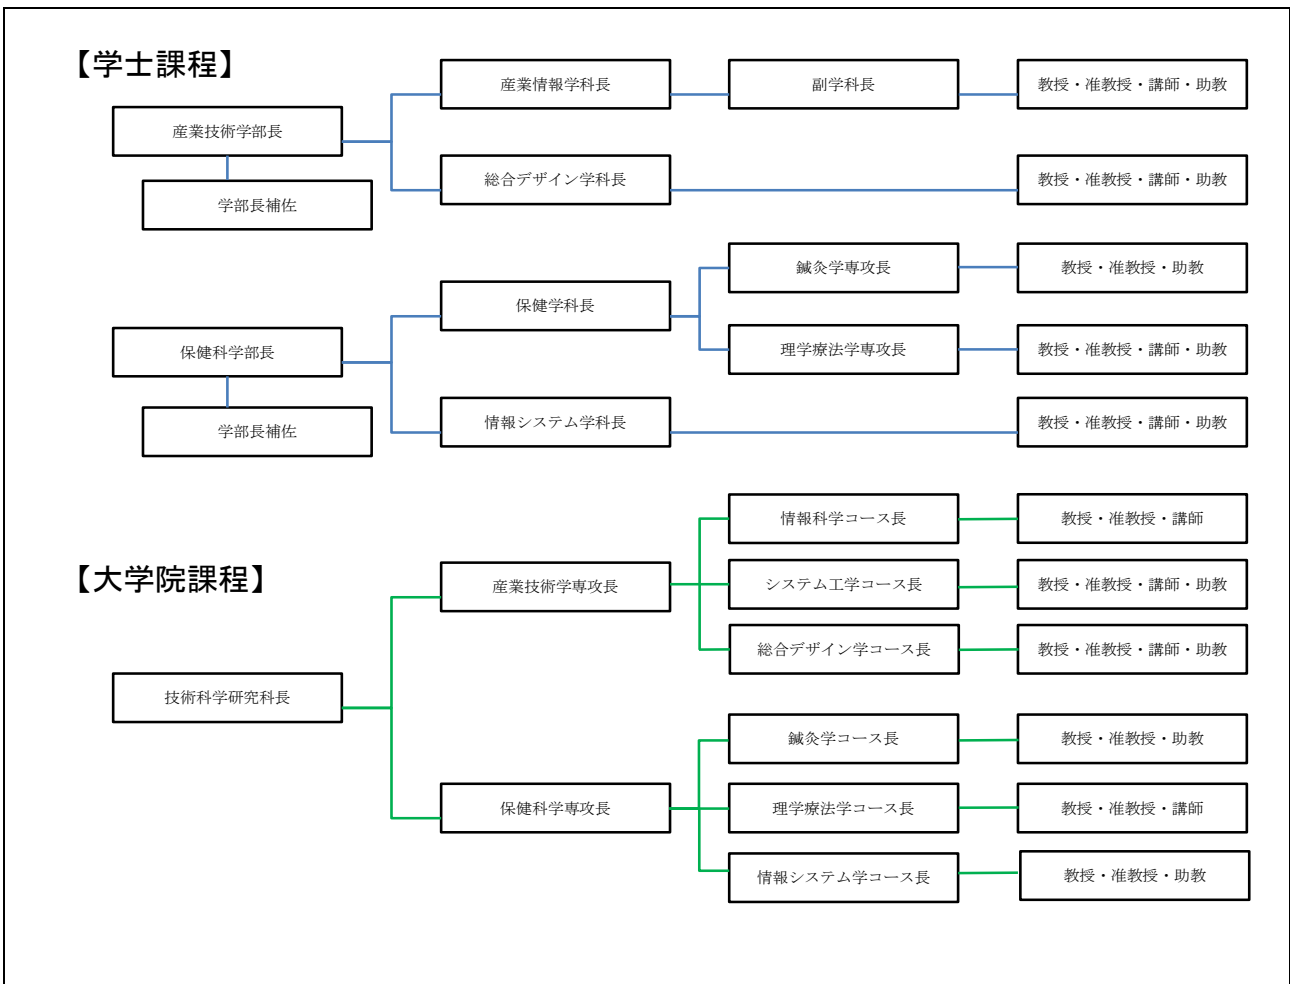 【学士課程】
産業情報学科長
副学科長
教授・准教授・講師・助教
産業技術学部長
総合デザイン学科長
教授・准教授・講師・助教
学部長補佐
鍼灸学専攻長
教授・准教授・助教
保健学科長
保健科学部長
理学療法学専攻長
教授・准教授・講師・助教
情報システム学科長
教授・准教授・講師・助教
学部長補佐
【大学院課程】
情報科学コース長
教授・准教授・講師
産業技術学専攻長
システム工学コース長
教授・准教授・講師・助教
総合デザイン学コース長
教授・准教授・講師・助教
技術科学研究科長
鍼灸学コース長
教授・准教授・助教
保健科学専攻長
理学療法学コース長
教授・准教授・講師
情報システム学コース長
教授・准教授・助教